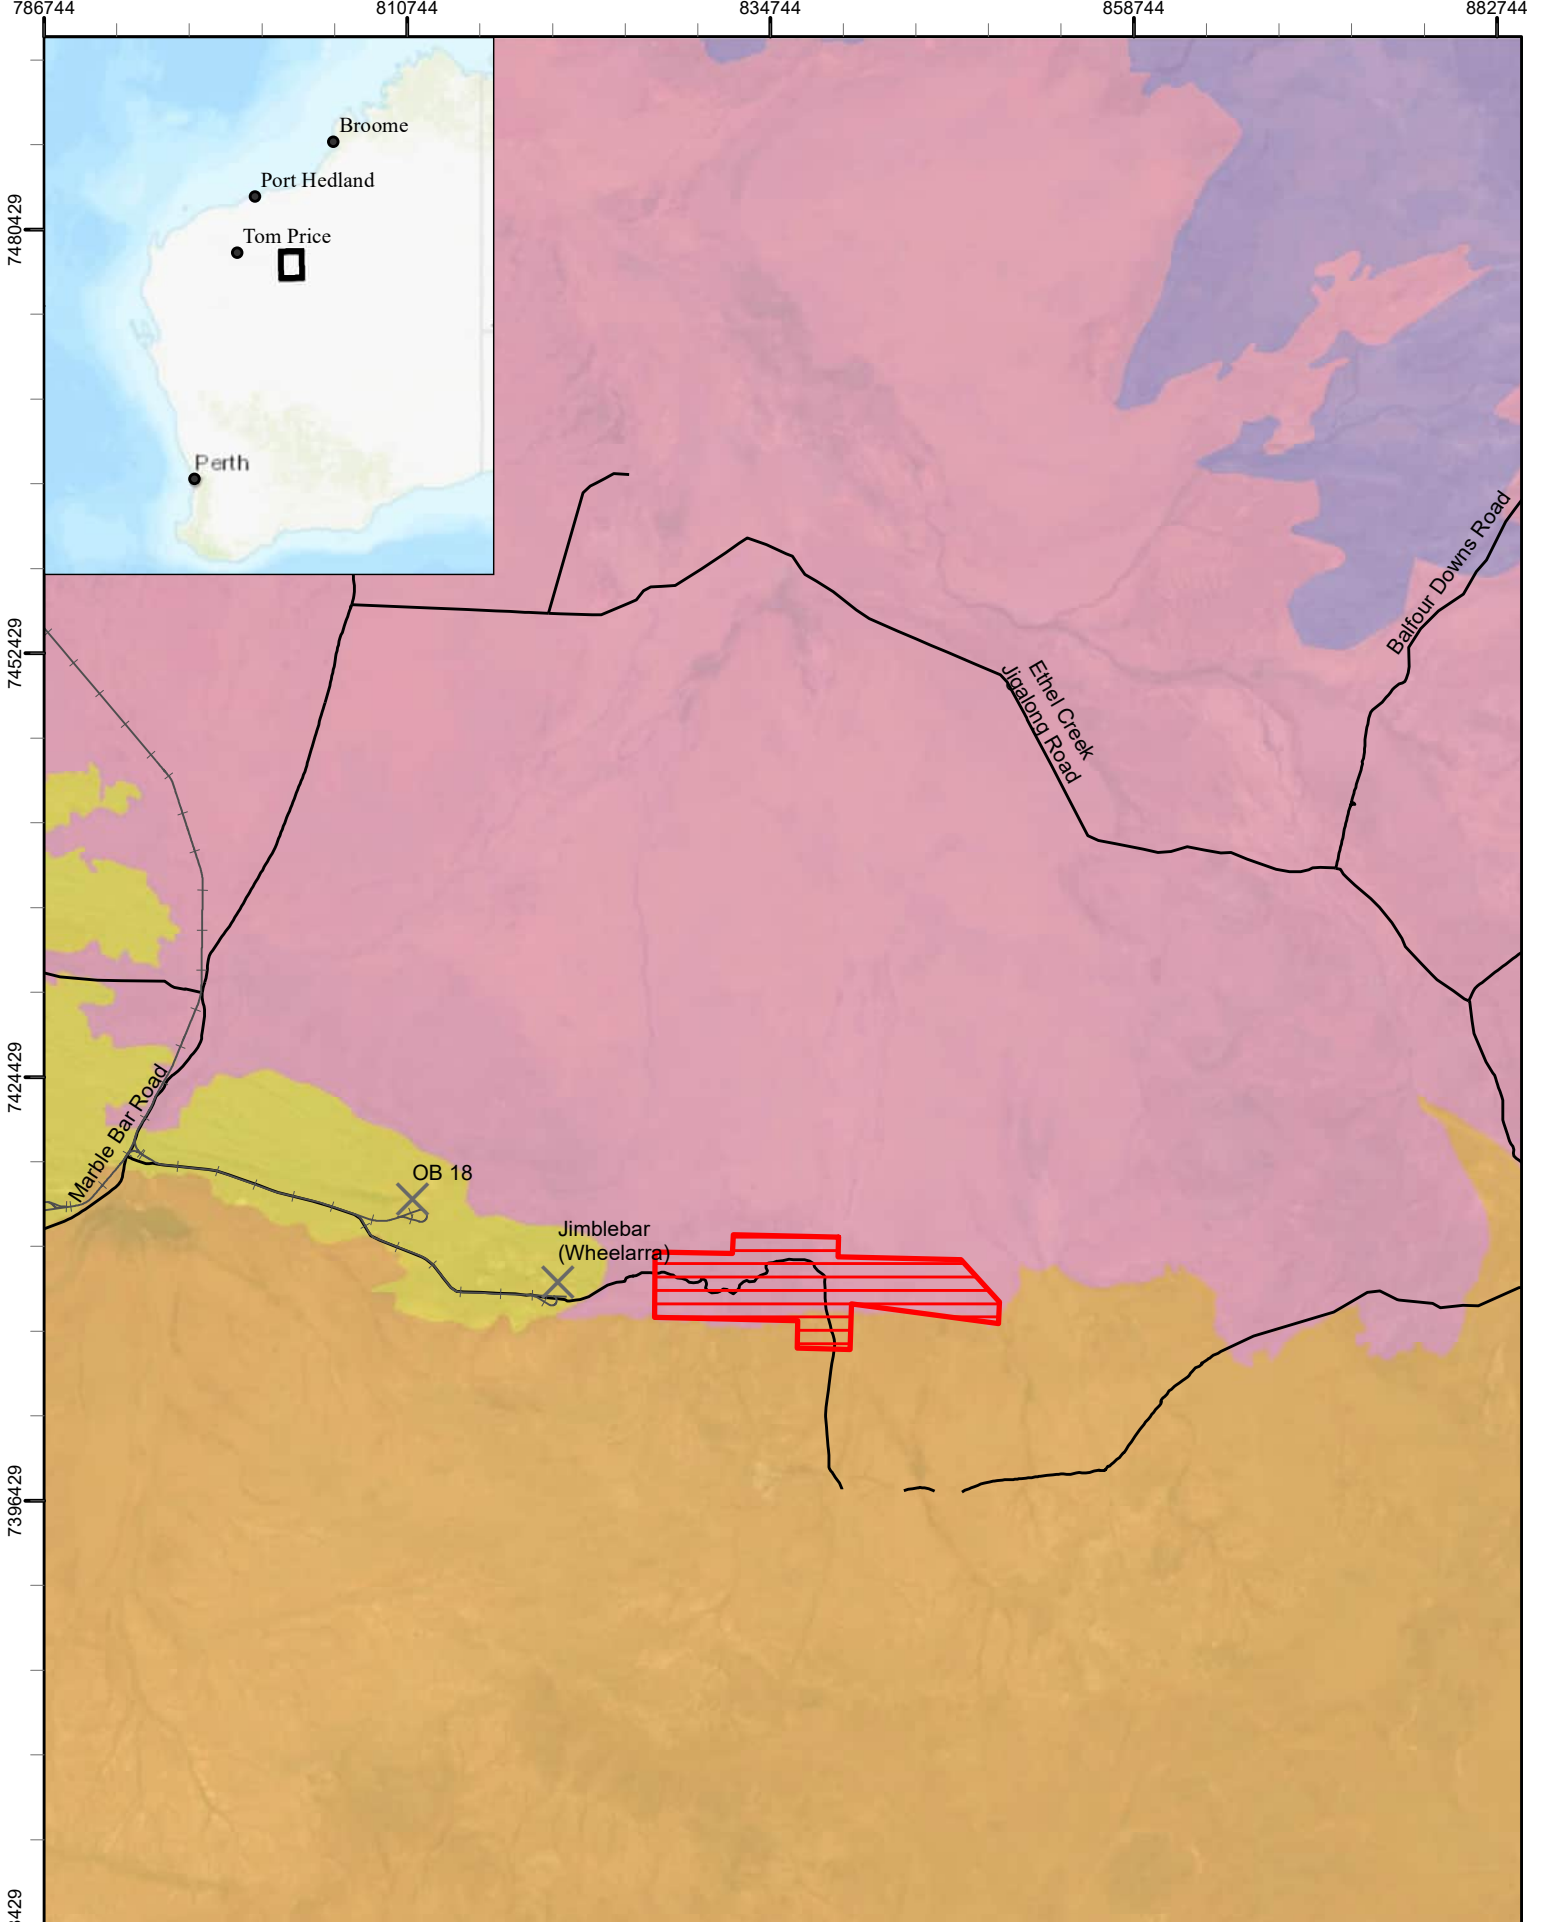 786744
810744
834744
858744
882744
Broome
Port Hedland
Tom Price
Perth
7480429
7452429
7424429
7396429
Balfour Downs Road
Ethel Creek
Jigalong Road
Marble Bar Road
OB 18
Jimblebar
(Wheelarra)